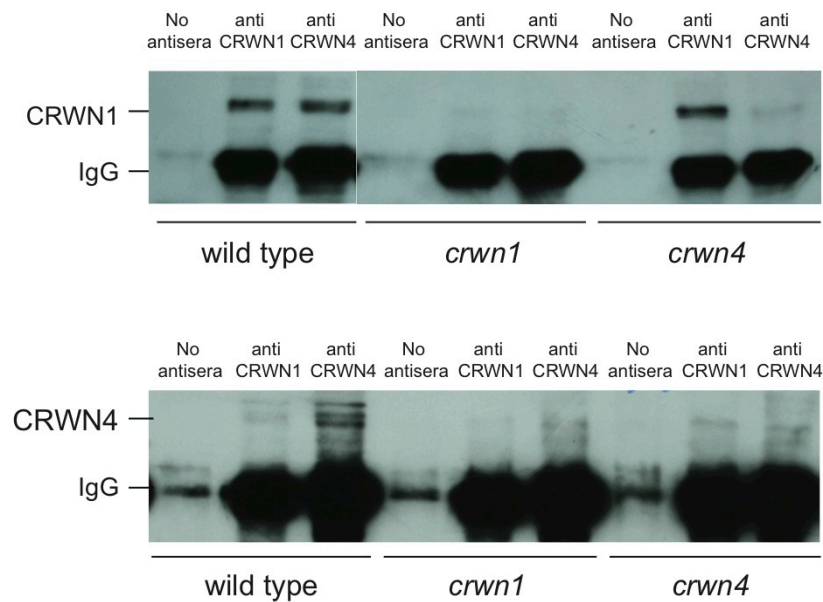 No anti anti No anti anti No anti anti
antisera CRWN1 CRWN4 antisera CRWN1 CRWN4 antisera CRWN1 CRWN4
CRWN1
IgG
wild type crwn1 crwn4
No anti anti No anti anti No anti anti
antisera CRWN1 CRWN4 antisera CRWN1 CRWN4 antisera CRWN1 CRWN4
CRWN4
IgG
wild type crwn1 crwn4